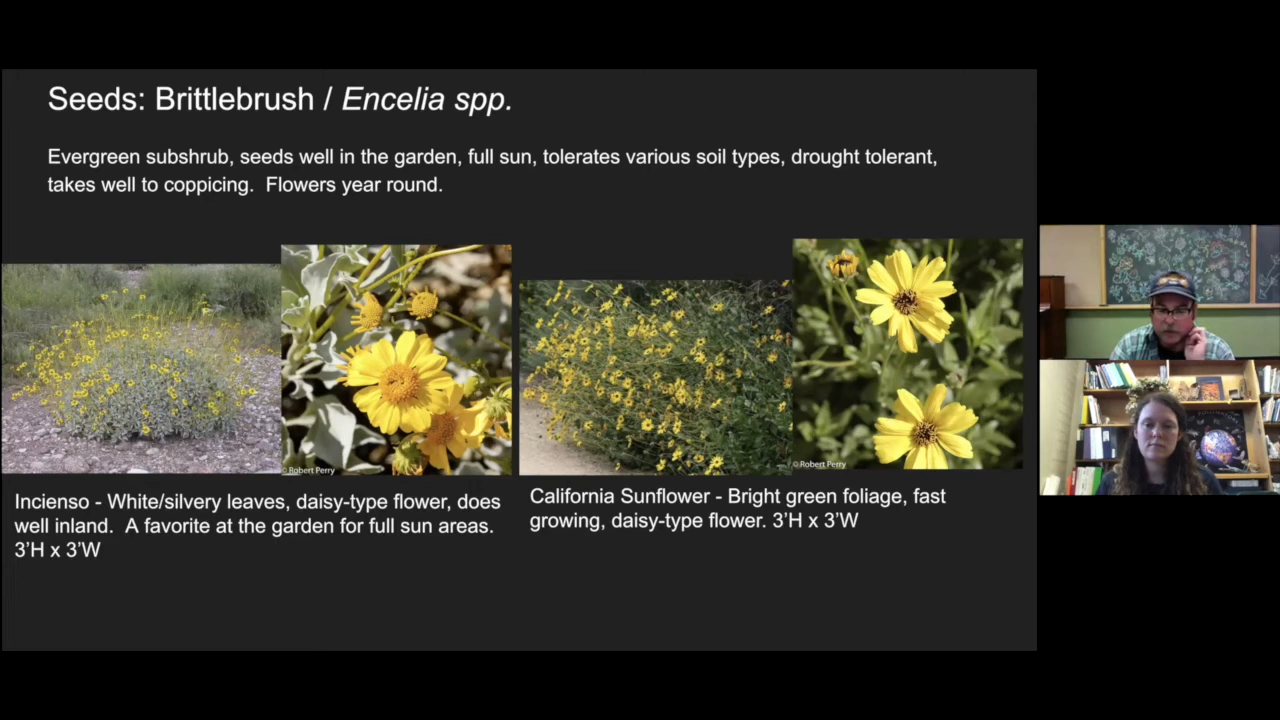 Seeds: Brittlebrush / Encelia spp.
Evergreen subshrub, seeds well in the garden, full sun, tolerates various soil types, drought tolerant,
takes well to coppicing.  Flowers year round.
© Robert Perry
© Robert Perry
Incienso - White/silvery leaves, daisy-type flower, does
well inland.  A favorite at the garden for full sun areas.
3’H x 3’W
California Sunflower - Bright green foliage, fast
growing, daisy-type flower. 3’H x 3’W